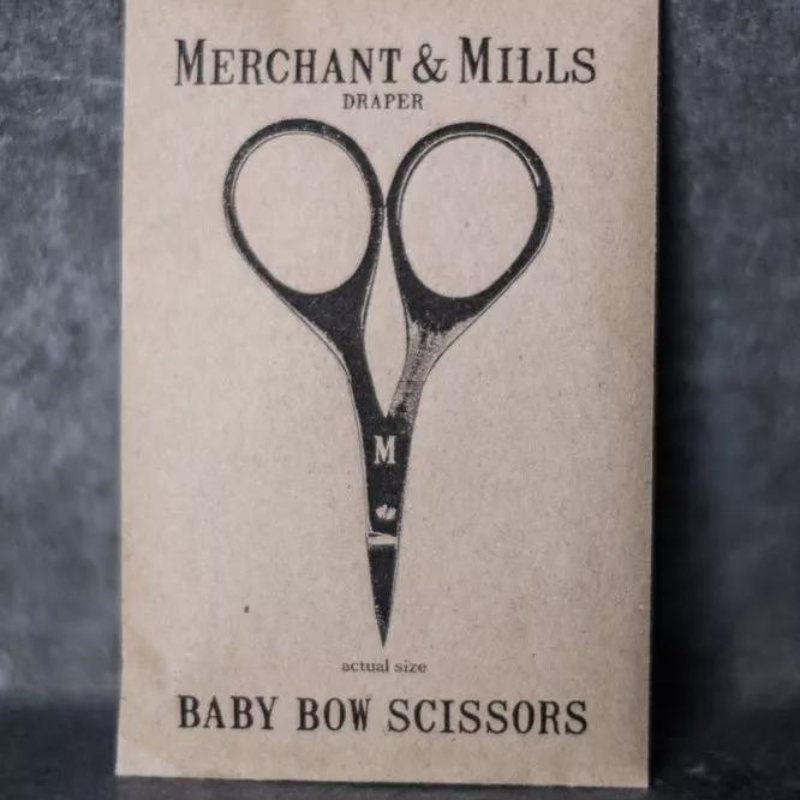 MERCHANT & MILLS
DRAPER
M
actual size
BABY BOW SCISSORS